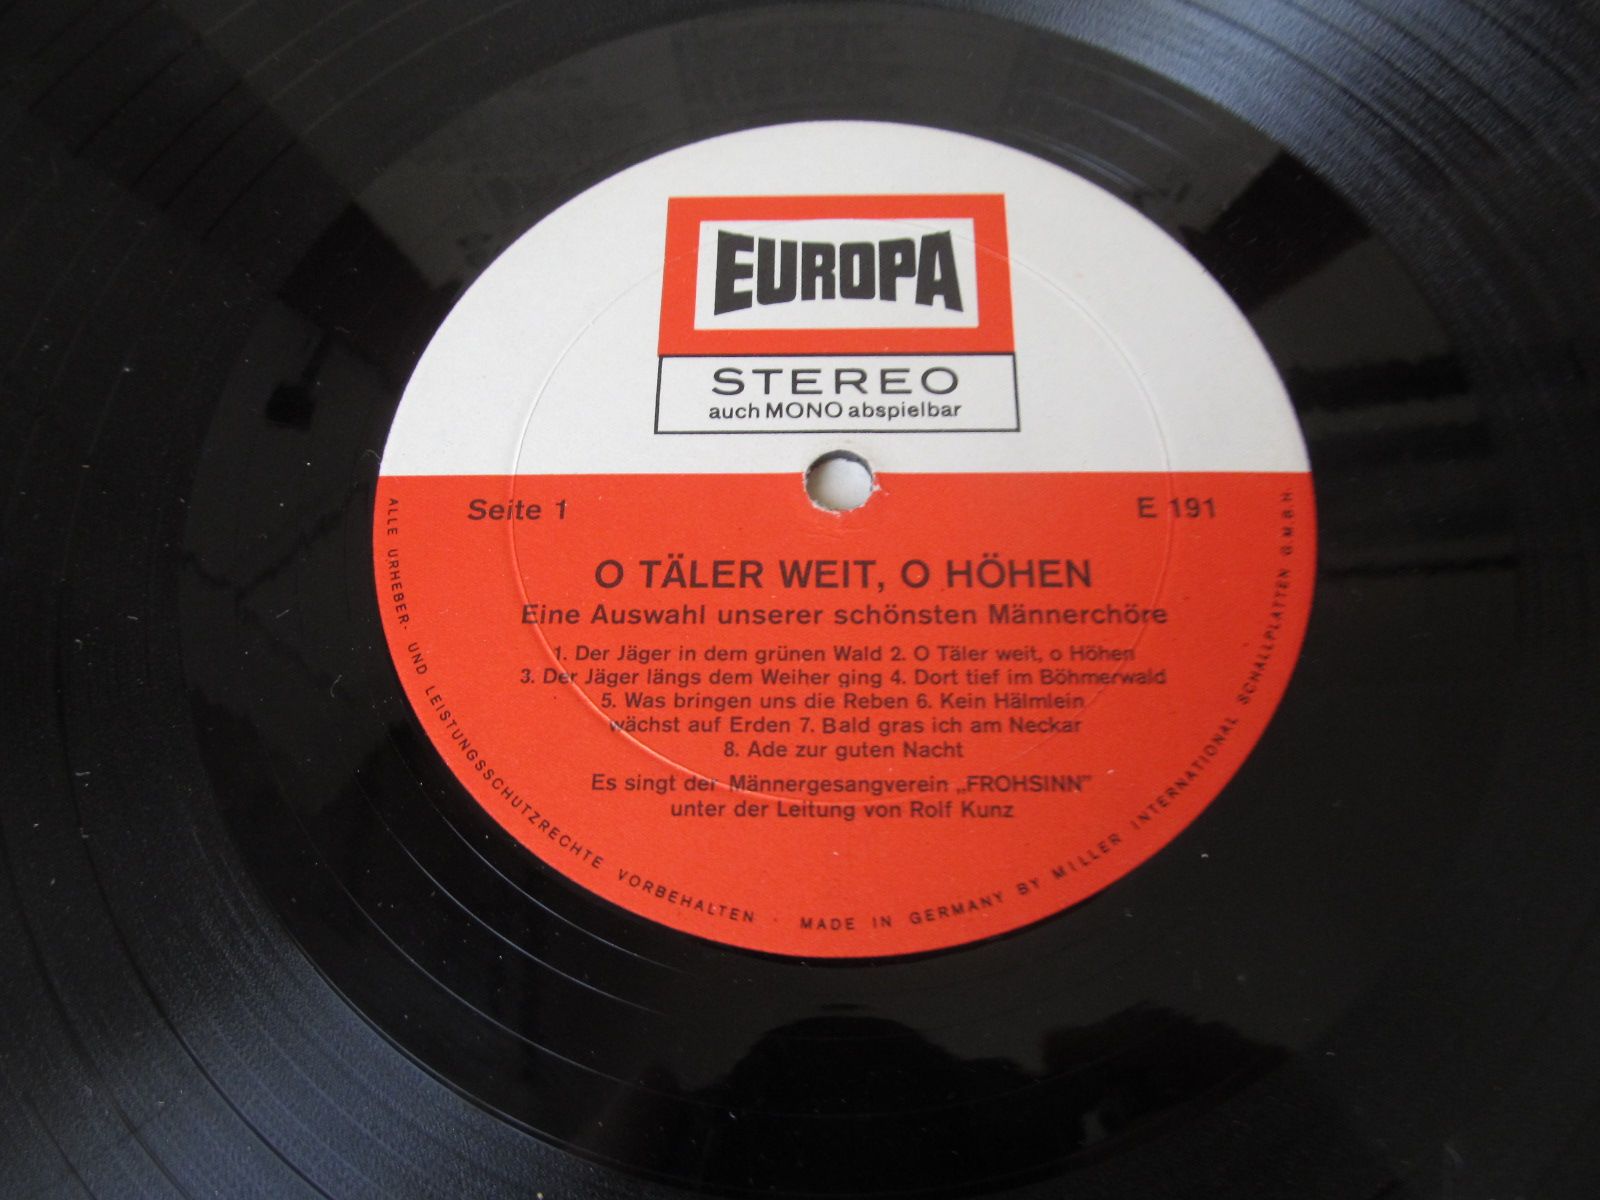 EUROPA
STEREO
auch MONO abspielbar
Seite 1
E 191
O TÄLER WEIT, O HÖHEN
Eine Auswahl unserer schönsten Männerchöre
1. Der Jäger in dem grünen Wald 2. O Täler weit, o Höhen
3. Der Jäger längs dem Weiher ging 4. Dort tief im Böhmerwald
5. Was bringen uns die Reben 6. Kein Hälmlein
wächst auf Erden 7. Bald gras ich am Neckar
8. Ade zur guten Nacht
Es singt der Männergesangverein „FROHSINN"
unter der Leitung von Rolf Kunz
ALLE URHEBER- UND LEISTUNGSSCHUTZRECHTE VORBEHALTEN · MADE IN GERMANY BY MILLER INTERNATIONAL SCHALLPLATTEN G.M.B.H.